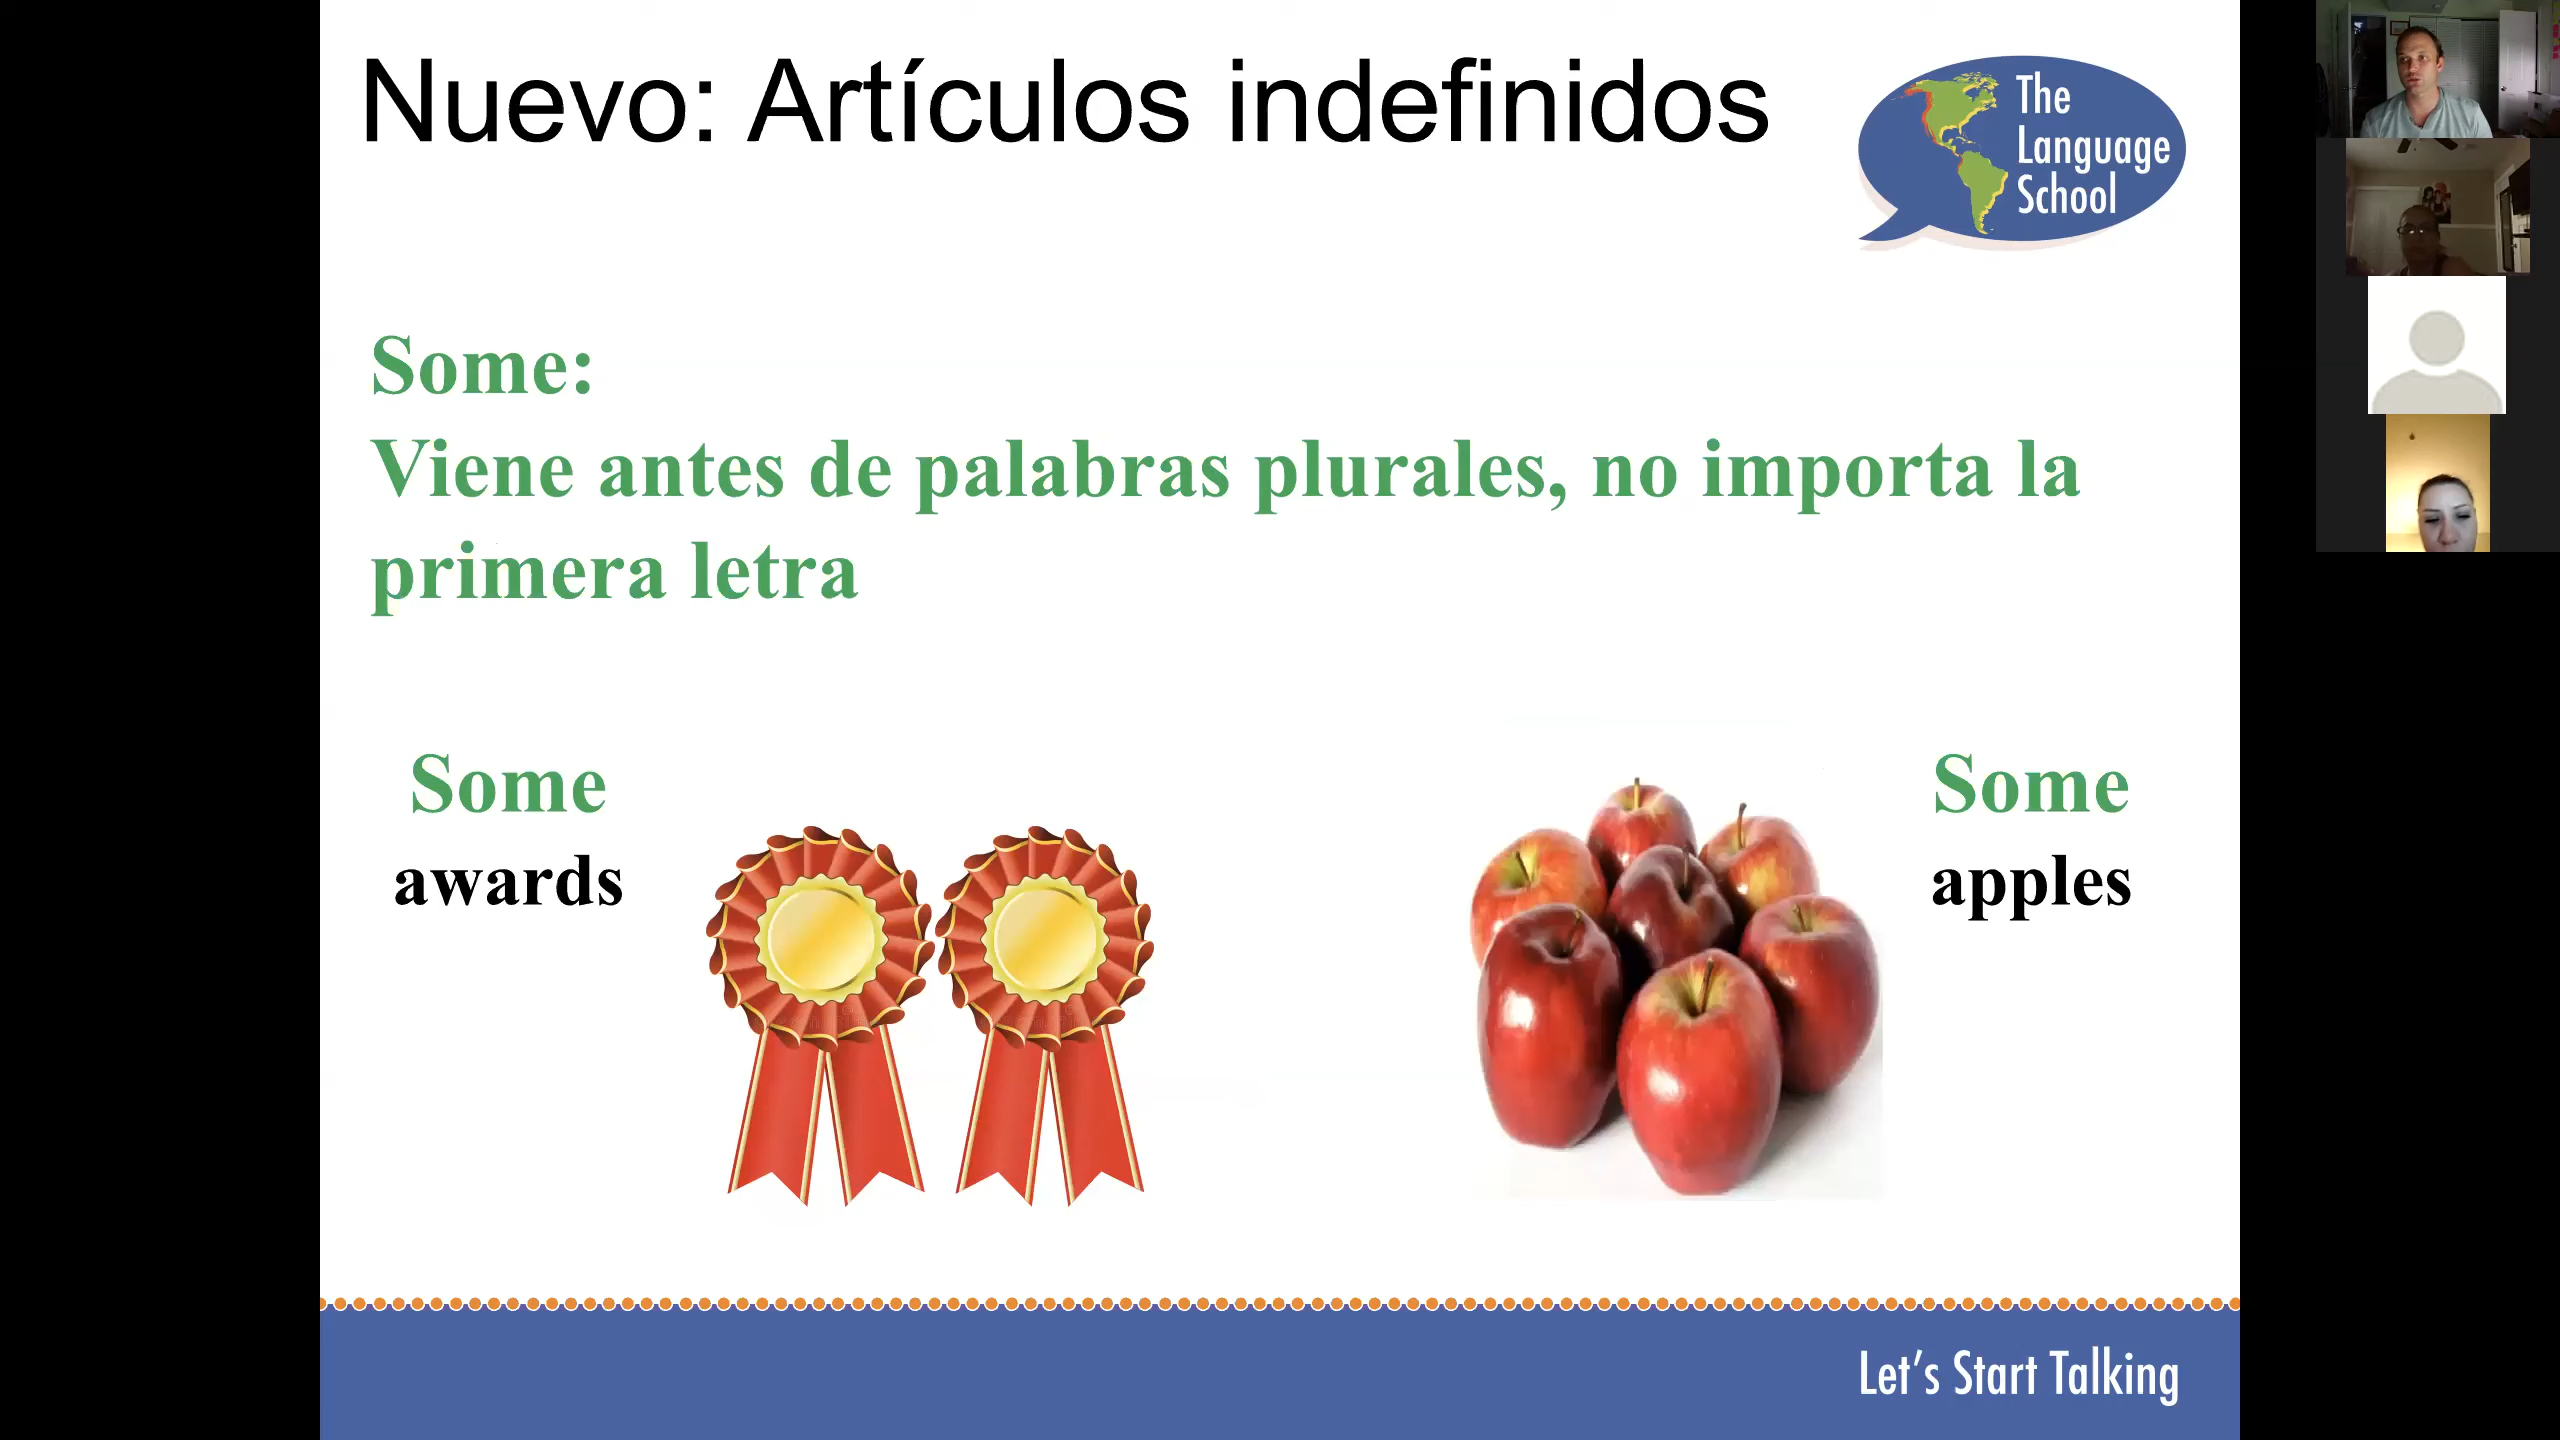 Nuevo: Artículos indefinidos
The
Language
School
Some:
Viene antes de palabras plurales, no importa la
primera letra
Some
awards
Some
apples
Let's Start Talking